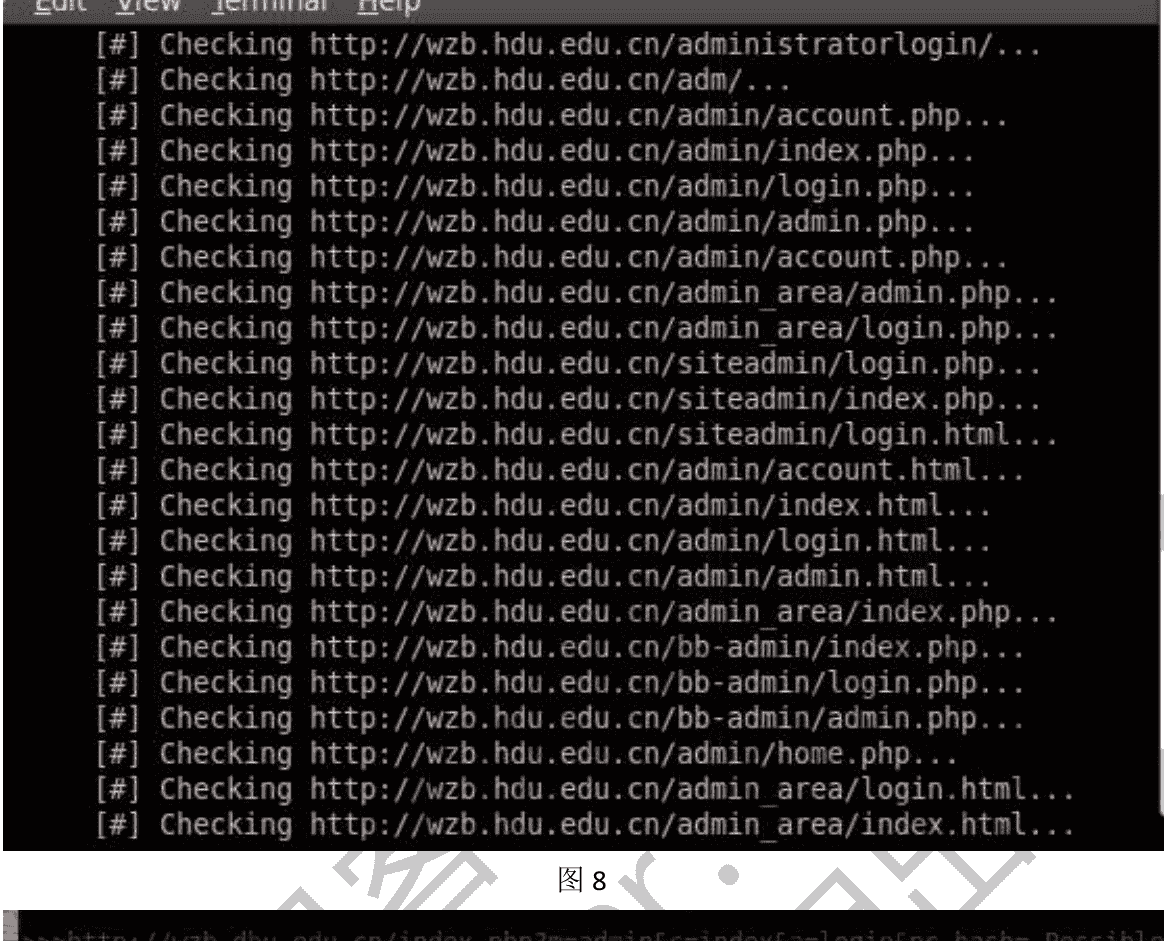 Edit View Terminal Help
[#] Checking http://wzb.hdu.edu.cn/administratorlogin/...
[#] Checking http://wzb.hdu.edu.cn/adm/...
[#] Checking http://wzb.hdu.edu.cn/admin/account.php...
[#] Checking http://wzb.hdu.edu.cn/admin/index.php...
[#] Checking http://wzb.hdu.edu.cn/admin/login.php...
[#] Checking http://wzb.hdu.edu.cn/admin/admin.php...
[#] Checking http://wzb.hdu.edu.cn/admin/account.php...
[#] Checking http://wzb.hdu.edu.cn/admin_area/admin.php...
[#] Checking http://wzb.hdu.edu.cn/admin_area/login.php...
[#] Checking http://wzb.hdu.edu.cn/siteadmin/login.php...
[#] Checking http://wzb.hdu.edu.cn/siteadmin/index.php...
[#] Checking http://wzb.hdu.edu.cn/siteadmin/login.html...
[#] Checking http://wzb.hdu.edu.cn/admin/account.html...
[#] Checking http://wzb.hdu.edu.cn/admin/index.html...
[#] Checking http://wzb.hdu.edu.cn/admin/login.html...
[#] Checking http://wzb.hdu.edu.cn/admin/admin.html...
[#] Checking http://wzb.hdu.edu.cn/admin_area/index.php...
[#] Checking http://wzb.hdu.edu.cn/bb-admin/index.php...
[#] Checking http://wzb.hdu.edu.cn/bb-admin/login.php...
[#] Checking http://wzb.hdu.edu.cn/bb-admin/admin.php...
[#] Checking http://wzb.hdu.edu.cn/admin/home.php...
[#] Checking http://wzb.hdu.edu.cn/admin_area/login.html...
[#] Checking http://wzb.hdu.edu.cn/admin_area/index.html...
图 8